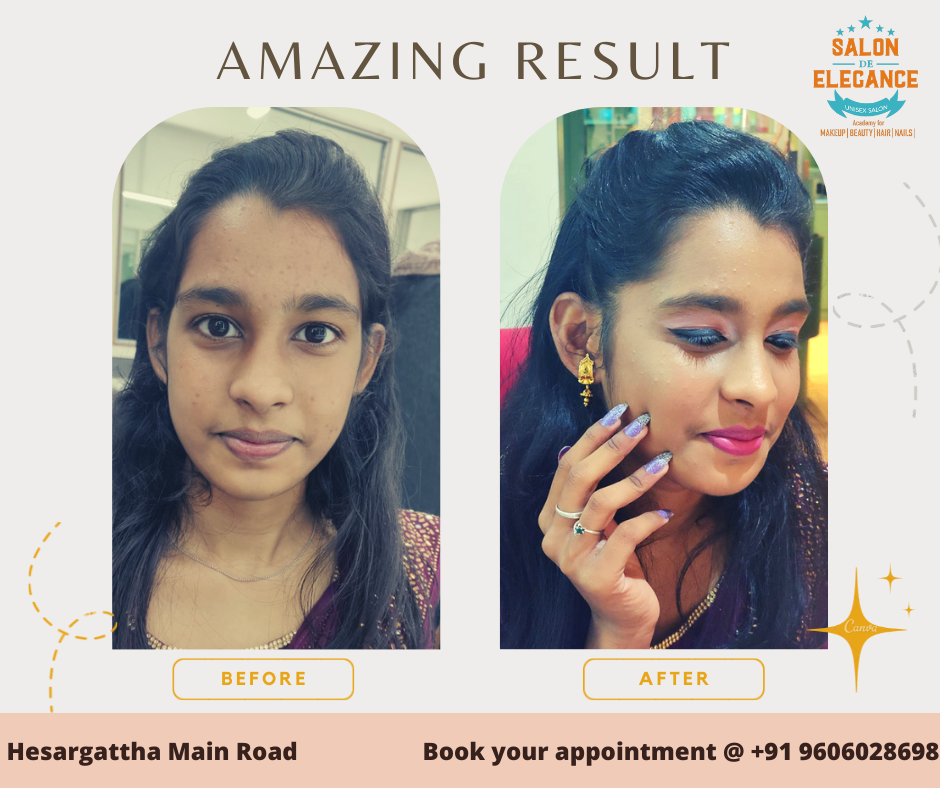 AMAZING RESULT
SALON
DE
ELEGANCE
UNISEX SALON
Academy for
MAKEUP | BEAUTY | HAIR | NAILS |
Canva
BEFORE
AFTER
Hesargattha Main Road
Book your appointment @ +91 9606028698